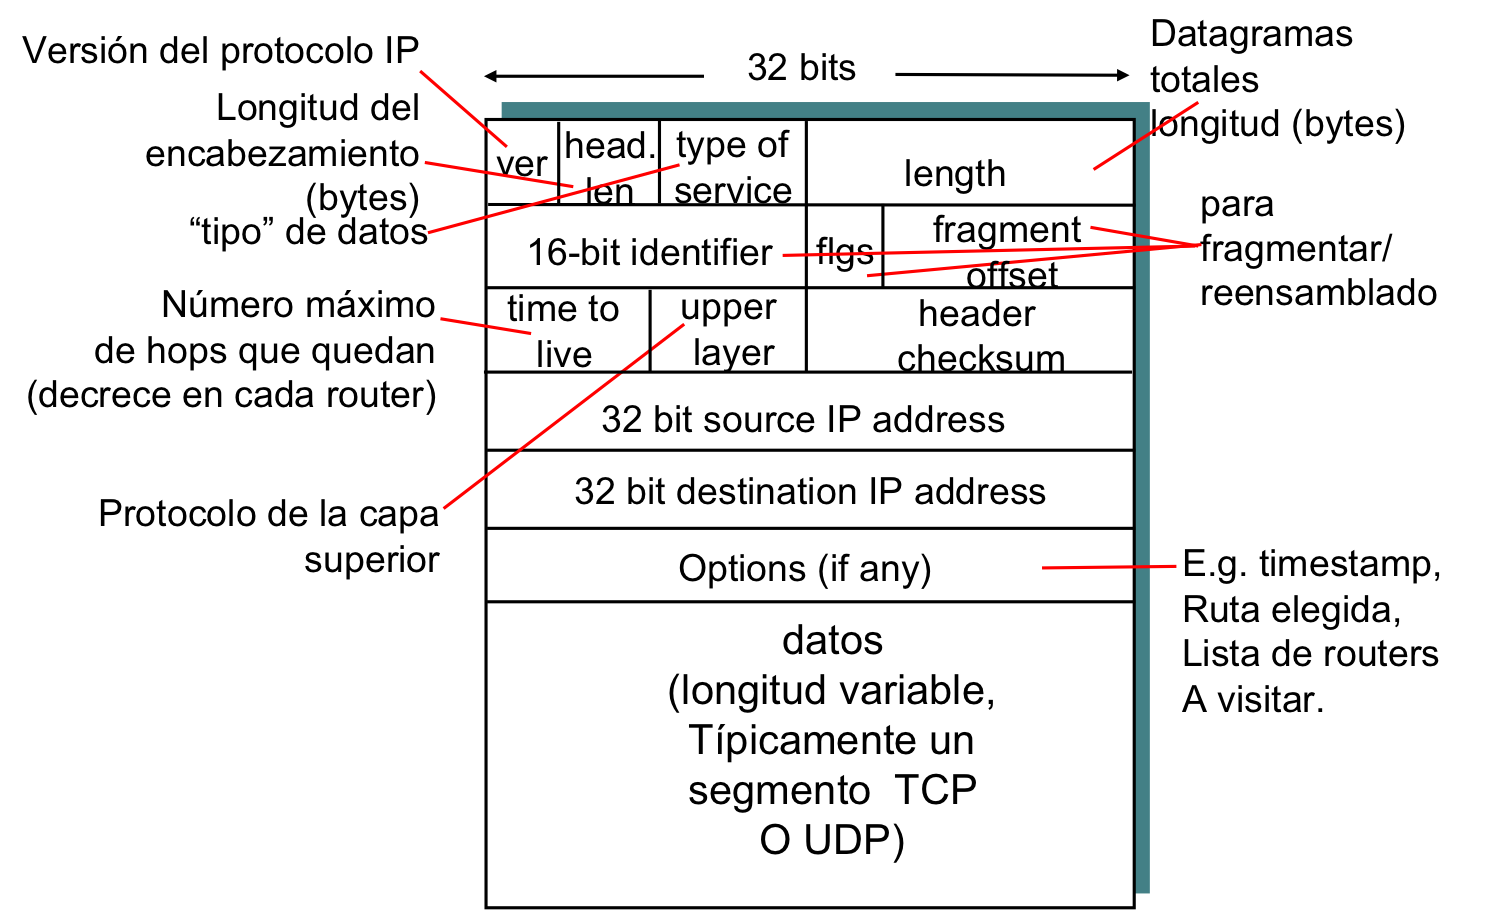 Versión del protocolo IP
32 bits
Datagramas
totales
longitud (bytes)
Longitud del
encabezamiento
(bytes)
“tipo” de datos
ver
head.
len
type of
service
length
16-bit identifier
flgs
fragment
offset
para
fragmentar/
reensamblado
Número máximo
de hops que quedan
(decrece en cada router)
time to
live
upper
layer
header
checksum
32 bit source IP address
32 bit destination IP address
Protocolo de la capa
superior
Options (if any)
E.g. timestamp,
Ruta elegida,
Lista de routers
A visitar.
datos
(longitud variable,
Típicamente un
segmento TCP
O UDP)